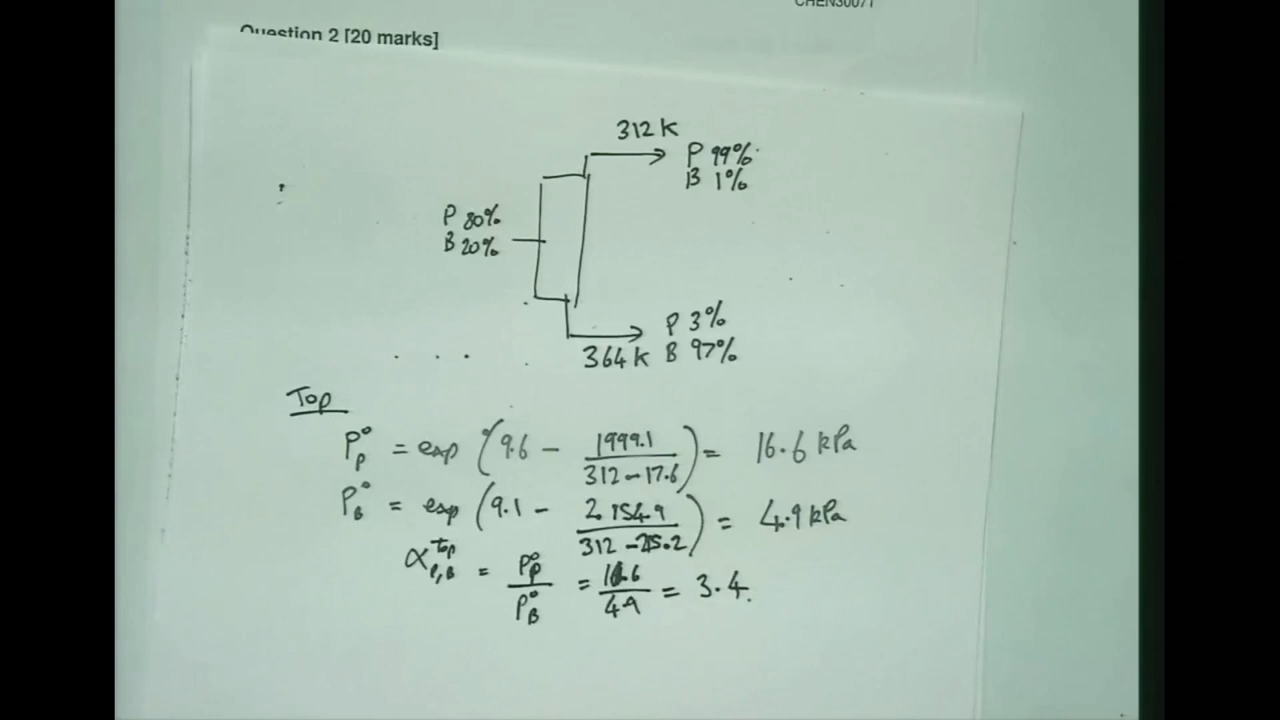 CHEN30071
Question 2 [20 marks]
312 K
P 99%
B 1%
P 80%
B 20%
P 3%
364 K B 97%
Top
P°p = exp (9.6 - 1999.1 / 312 - 17.6) = 16.6 kPa
P°B = exp (9.1 - 2154.9 / 312 - 25.2) = 4.9 kPa
α top P,B = P°p / P°B = 16.6 / 4.9 = 3.4.